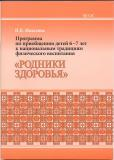 Программа
по приобщению детей 6–7 лет
к национальным традициям
физического воспитания
«РОДНИКИ
ЗДОРОВЬЯ»